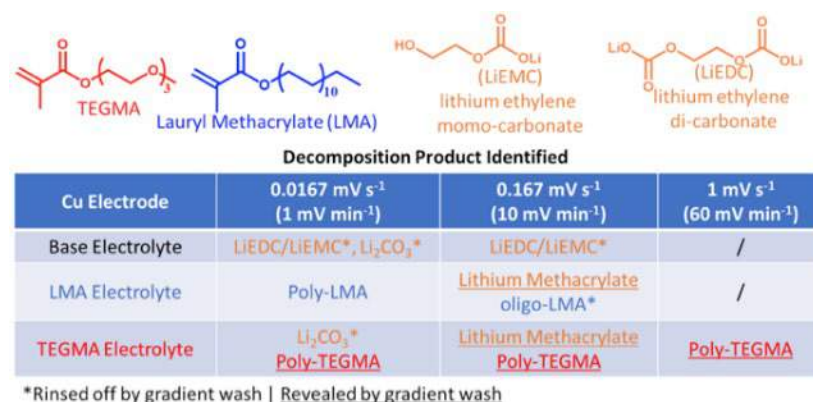 O
O
O
3
TEGMA
O
O
10
Lauryl Methacrylate (LMA)
HO
O
O
OLi
(LiEMC)
lithium ethylene
momo-carbonate
LiO
O
O
O
O
OLi
(LiEDC)
lithium ethylene
di-carbonate
Decomposition Product Identified
Cu Electrode
0.0167 mV s⁻¹
(1 mV min⁻¹)
0.167 mV s⁻¹
(10 mV min⁻¹)
1 mV s⁻¹
(60 mV min⁻¹)
Base Electrolyte
LiEDC/LiEMC*, Li₂CO₃*
LiEDC/LiEMC*
/
LMA Electrolyte
Poly-LMA
Lithium Methacrylate
oligo-LMA*
/
TEGMA Electrolyte
Li₂CO₃*
Poly-TEGMA
Lithium Methacrylate
Poly-TEGMA
Poly-TEGMA
*Rinsed off by gradient wash | Revealed by gradient wash